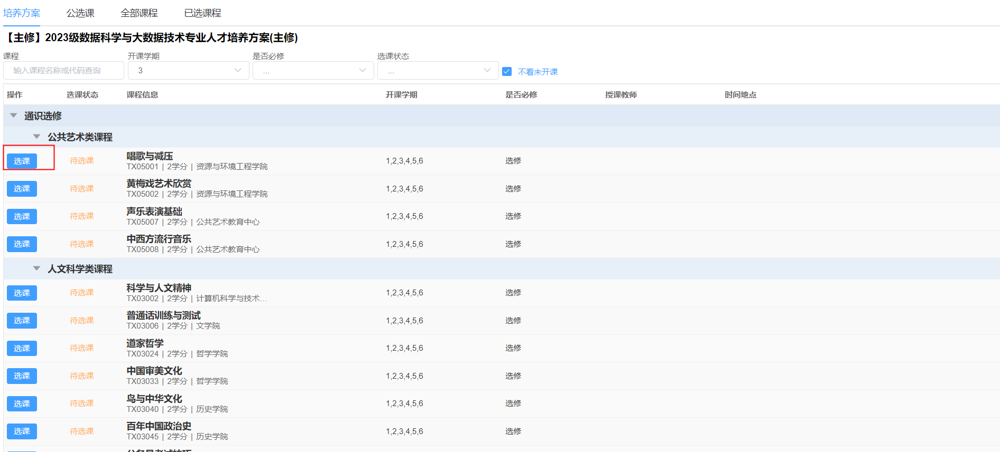 培养方案 公选课 全部课程 已选课程
【主修】2023级数据科学与大数据技术专业人才培养方案(主修)
课程 开课学期 是否必修 选课状态
输入课程名称或代码查询 3 ... ... 不看未开课
操作 选课状态 课程信息 开课学期 是否必修 授课教师 时间地点
通识选修
公共艺术类课程
选课 待选课 唱歌与减压 1,2,3,4,5,6 选修
TX05001 | 2学分 | 资源与环境工程学院
选课 待选课 黄梅戏艺术欣赏 1,2,3,4,5,6 选修
TX05002 | 2学分 | 资源与环境工程学院
选课 待选课 声乐表演基础 1,2,3,4,5,6 选修
TX05007 | 2学分 | 公共艺术教育中心
选课 待选课 中西方流行音乐 1,2,3,4,5,6 选修
TX05008 | 2学分 | 公共艺术教育中心
人文科学类课程
选课 待选课 科学与人文精神 1,2,3,4,5,6 选修
TX03002 | 2学分 | 计算机科学与技术...
选课 待选课 普通话训练与测试 1,2,3,4,5,6 选修
TX03006 | 2学分 | 文学院
选课 待选课 道家哲学 1,2,3,4,5,6 选修
TX03024 | 2学分 | 哲学学院
选课 待选课 中国审美文化 1,2,3,4,5,6 选修
TX03033 | 2学分 | 哲学学院
选课 待选课 鸟与中华文化 1,2,3,4,5,6 选修
TX03040 | 2学分 | 历史学院
选课 待选课 百年中国政治史 1,2,3,4,5,6 选修
TX03045 | 2学分 | 历史学院